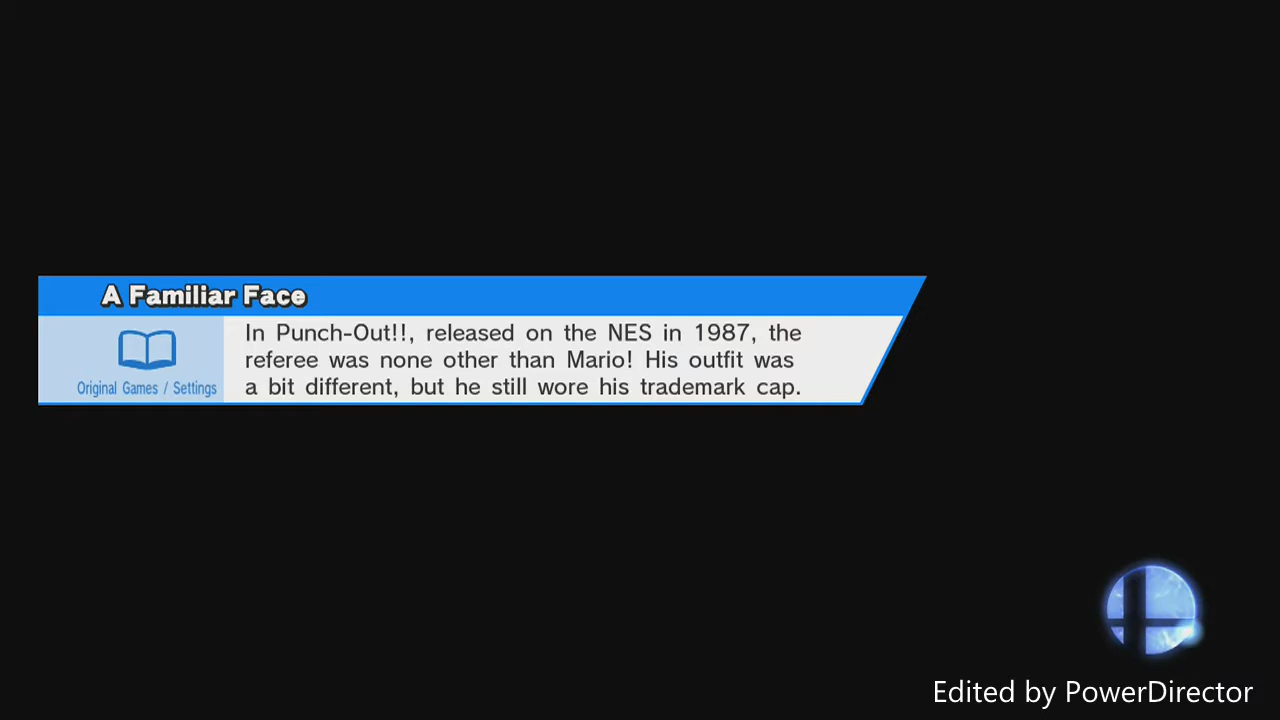 A Familiar Face
In Punch-Out!!, released on the NES in 1987, the
referee was none other than Mario! His outfit was
a bit different, but he still wore his trademark cap.
Original Games / Settings
Edited by PowerDirector